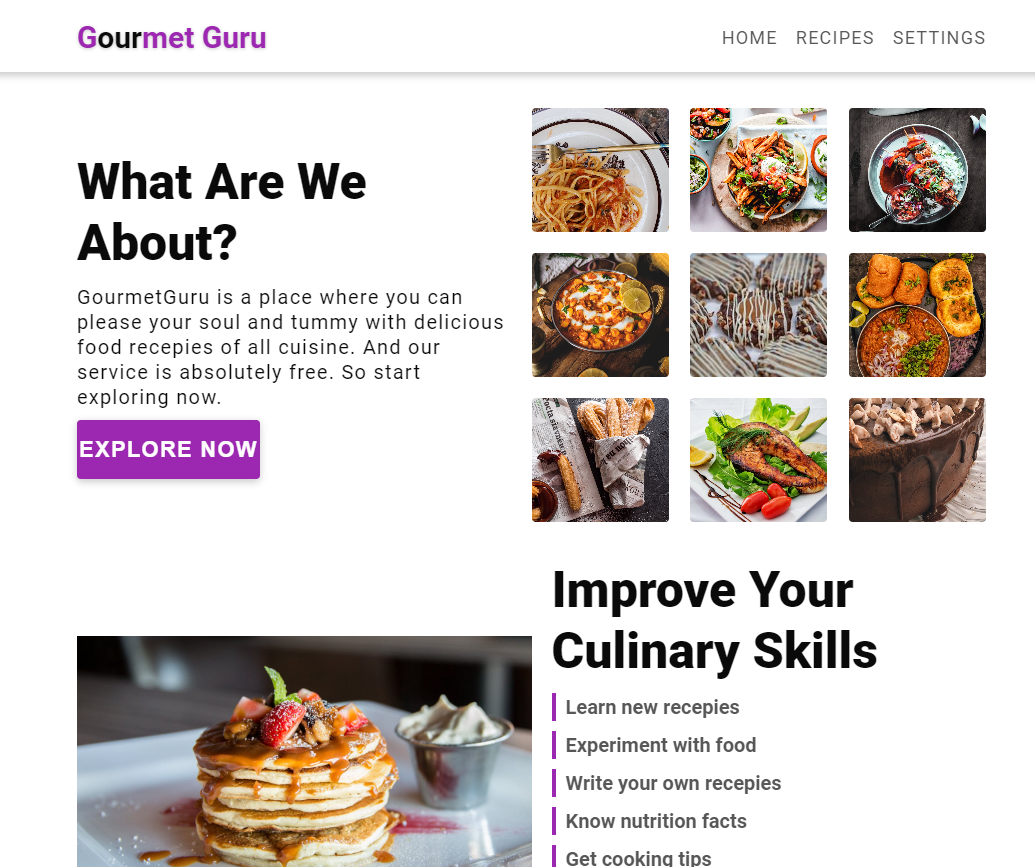 Gourmet Guru
HOME RECIPES SETTINGS
What Are We
About?
GourmetGuru is a place where you can
please your soul and tummy with delicious
food recepies of all cuisine. And our
service is absolutely free. So start
exploring now.
EXPLORE NOW
Improve Your
Culinary Skills
Learn new recepies
Experiment with food
Write your own recepies
Know nutrition facts
Get cooking tips